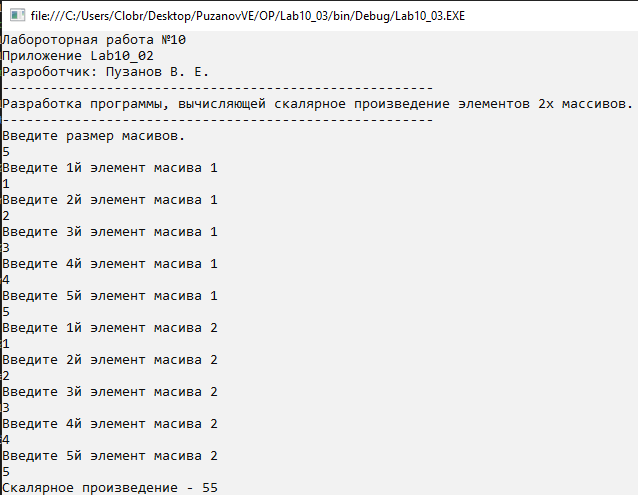 file:///C:/Users/Clobr/Desktop/PuzanovVE/OP/Lab10_03/bin/Debug/Lab10_03.EXE
Лабороторная работа №10
Приложение Lab10_02
Разроботчик: Пузанов В. Е.
------------------------------------------------------
Разработка программы, вычисляющей скалярное произведение элементов 2х массивов.
------------------------------------------------------
Введите размер масивов.
5
Введите 1й элемент масива 1
1
Введите 2й элемент масива 1
2
Введите 3й элемент масива 1
3
Введите 4й элемент масива 1
4
Введите 5й элемент масива 1
5
Введите 1й элемент масива 2
1
Введите 2й элемент масива 2
2
Введите 3й элемент масива 2
3
Введите 4й элемент масива 2
4
Введите 5й элемент масива 2
5
Скалярное произведение - 55